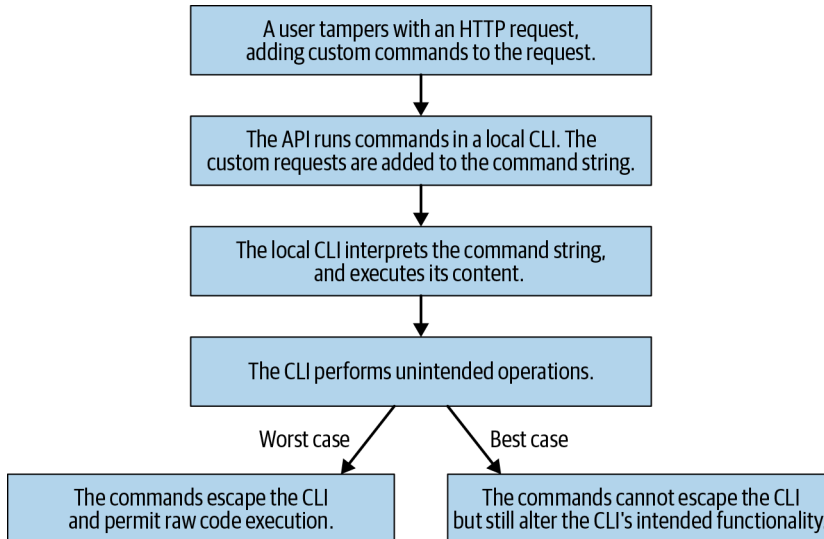 A user tampers with an HTTP request,
adding custom commands to the request.
The API runs commands in a local CLI. The
custom requests are added to the command string.
The local CLI interprets the command string,
and executes its content.
The CLI performs unintended operations.
Worst case
Best case
The commands escape the CLI
and permit raw code execution.
The commands cannot escape the CLI
but still alter the CLI's intended functionality.